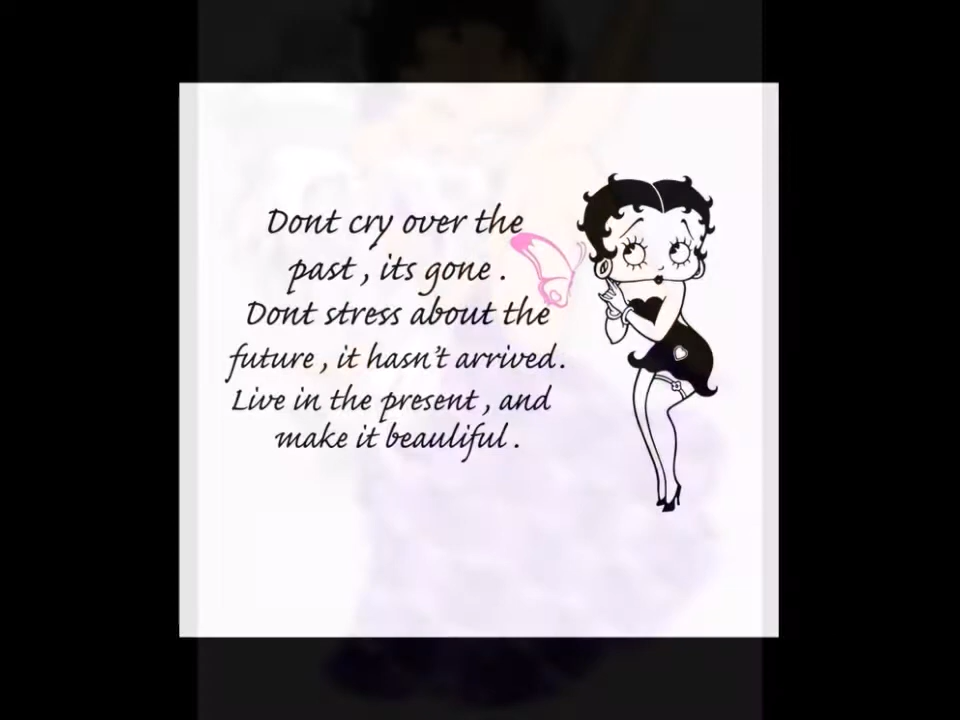 Dont cry over the
past , its gone .
Dont stress about the
future , it hasn't arrived.
Live in the present , and
make it beauliful .